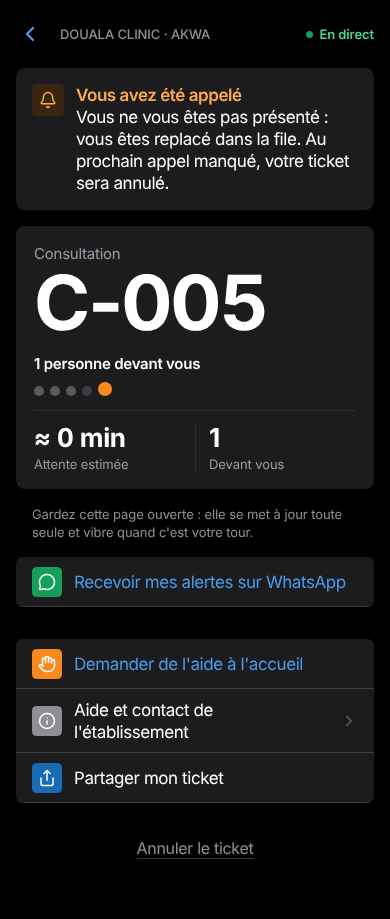 DOUALA CLINIC · AKWA
En direct
Vous avez été appelé
Vous ne vous êtes pas présenté :
vous êtes replacé dans la file. Au
prochain appel manqué, votre ticket
sera annulé.
Consultation
C-005
1 personne devant vous
≈ 0 min
1
Attente estimée
Devant vous
Gardez cette page ouverte : elle se met à jour toute
seule et vibre quand c'est votre tour.
Recevoir mes alertes sur WhatsApp
Demander de l'aide à l'accueil
Aide et contact de
l'établissement
Partager mon ticket
Annuler le ticket